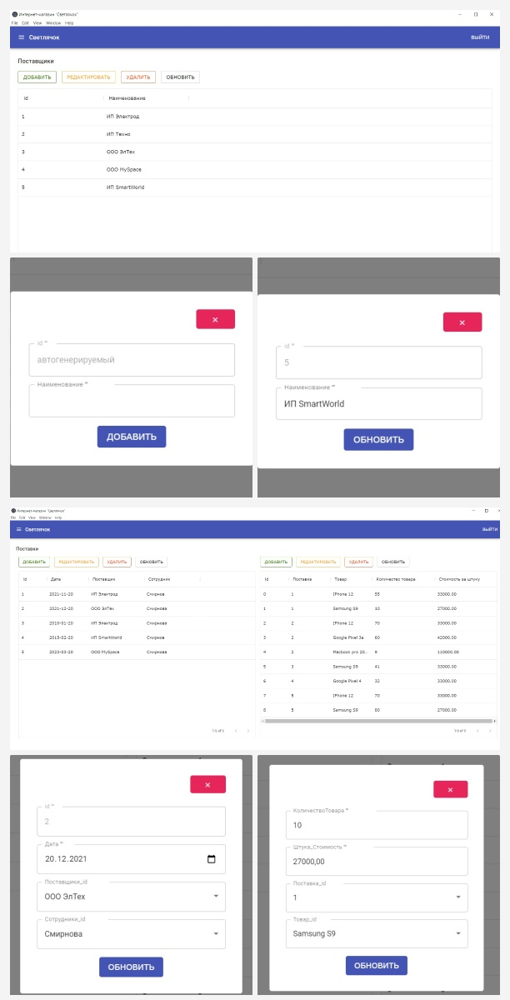 Интернет-магазин "Светлячок"
File Edit View Window Help
Светлячок ВЫЙТИ
Поставщики
ДОБАВИТЬ РЕДАКТИРОВАТЬ УДАЛИТЬ ОБНОВИТЬ
Id Наименование
1 ИП Электрод
2 ИП Техно
3 ООО ЭлТех
4 ООО MySpace
5 ИП SmartWorld
×
id *
автогенерируемый
Наименование *
ДОБАВИТЬ
×
id *
5
Наименование *
ИП SmartWorld
ОБНОВИТЬ
Интернет-магазин "Светлячок"
File Edit View Window Help
Светлячок ВЫЙТИ
Поставки
ДОБАВИТЬ РЕДАКТИРОВАТЬ УДАЛИТЬ ОБНОВИТЬ
Id Дата Поставщик Сотрудник
1 2021-11-20 ИП Электрод Смирнов
2 2021-12-20 ООО ЭлТех Смирнова
3 2010-01-20 ИП Электрод Смирнов
4 2015-02-20 ИП SmartWorld Смирнов
5 2023-03-20 ООО MySpace Смирнова
1-5 of 5
ДОБАВИТЬ РЕДАКТИРОВАТЬ УДАЛИТЬ ОБНОВИТЬ
Id Поставка Товар Количество товара Стоимость за штуку
0 1 IPhone 12 55 33000.00
1 1 Samsung S9 10 27000.00
2 2 IPhone 12 70 33000.00
3 2 Google Pixel 3a 60 42000.00
4 2 Macbook pro 20... 9 110000.00
5 3 Samsung S9 41 33000.00
6 4 Google Pixel 4 32 33000.00
7 5 IPhone 12 70 33000.00
8 5 Samsung S9 80 27000.00
1-9 of 9
×
id *
2
Дата *
20.12.2021
Поставщики_id
ООО ЭлТех
Сотрудники_id
Смирнова
ОБНОВИТЬ
×
КоличествоТовара *
10
Штука_Стоимость *
27000,00
Поставка_id
1
Товар_id
Samsung S9
ОБНОВИТЬ